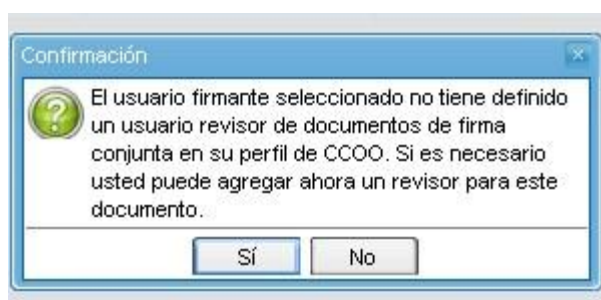 Confirmación
El usuario firmante seleccionado no tiene definido
un usuario revisor de documentos de firma
conjunta en su perfil de CCOO. Si es necesario
usted puede agregar ahora un revisor para este
documento.
Sí
No